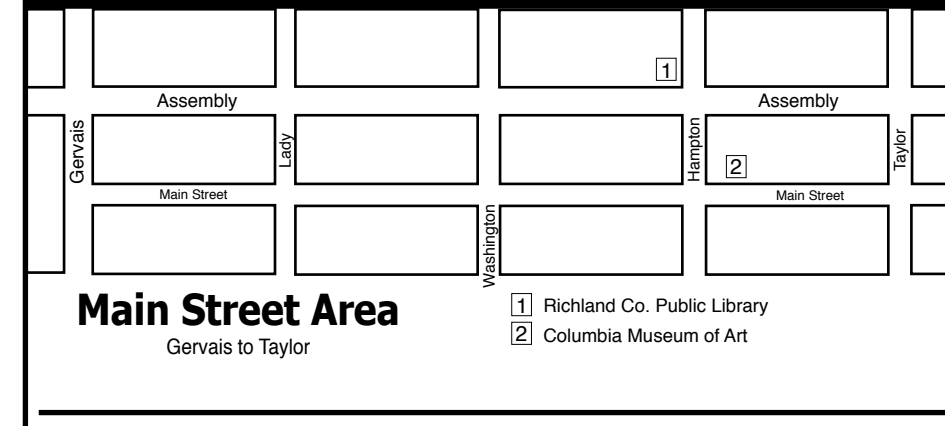 1
Assembly
Assembly
Gervais
Lady
Hampton
Taylor
2
Main Street
Main Street
Washington
Main Street Area
Gervais to Taylor
1 Richland Co. Public Library
2 Columbia Museum of Art